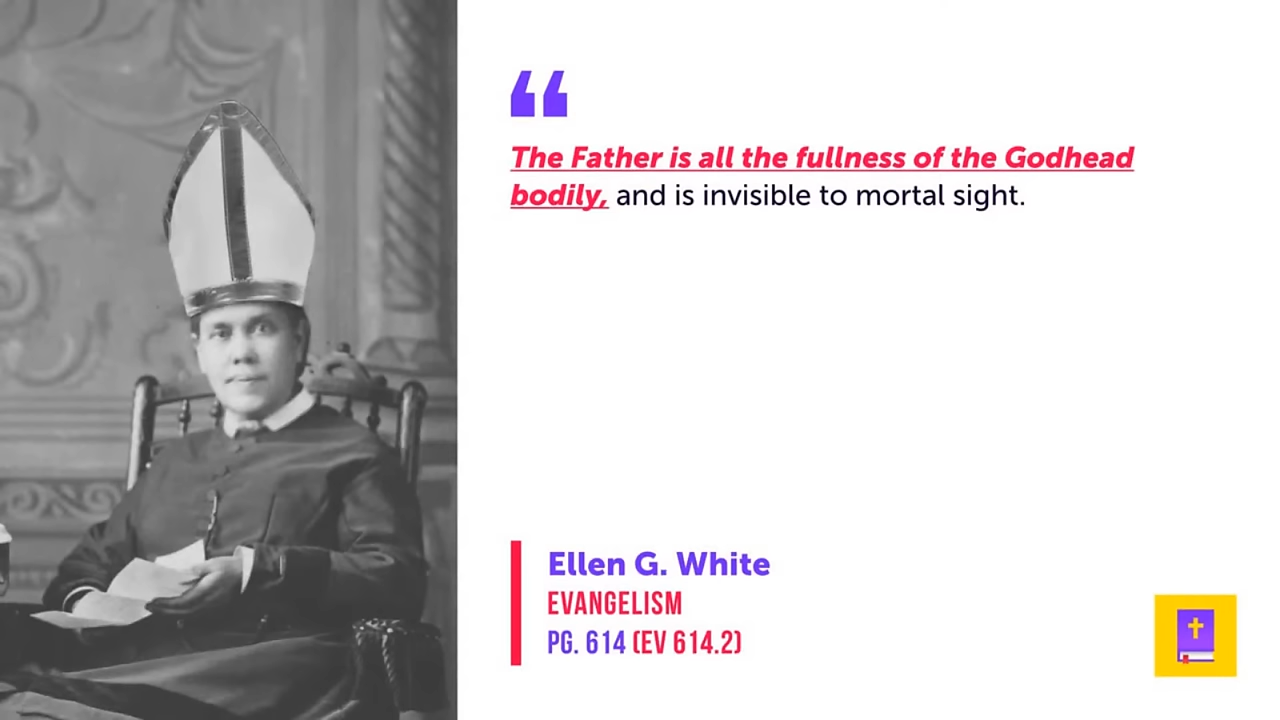 “
The Father is all the fullness of the Godhead
bodily, and is invisible to mortal sight.
Ellen G. White
EVANGELISM
PG. 614 (EV 614.2)